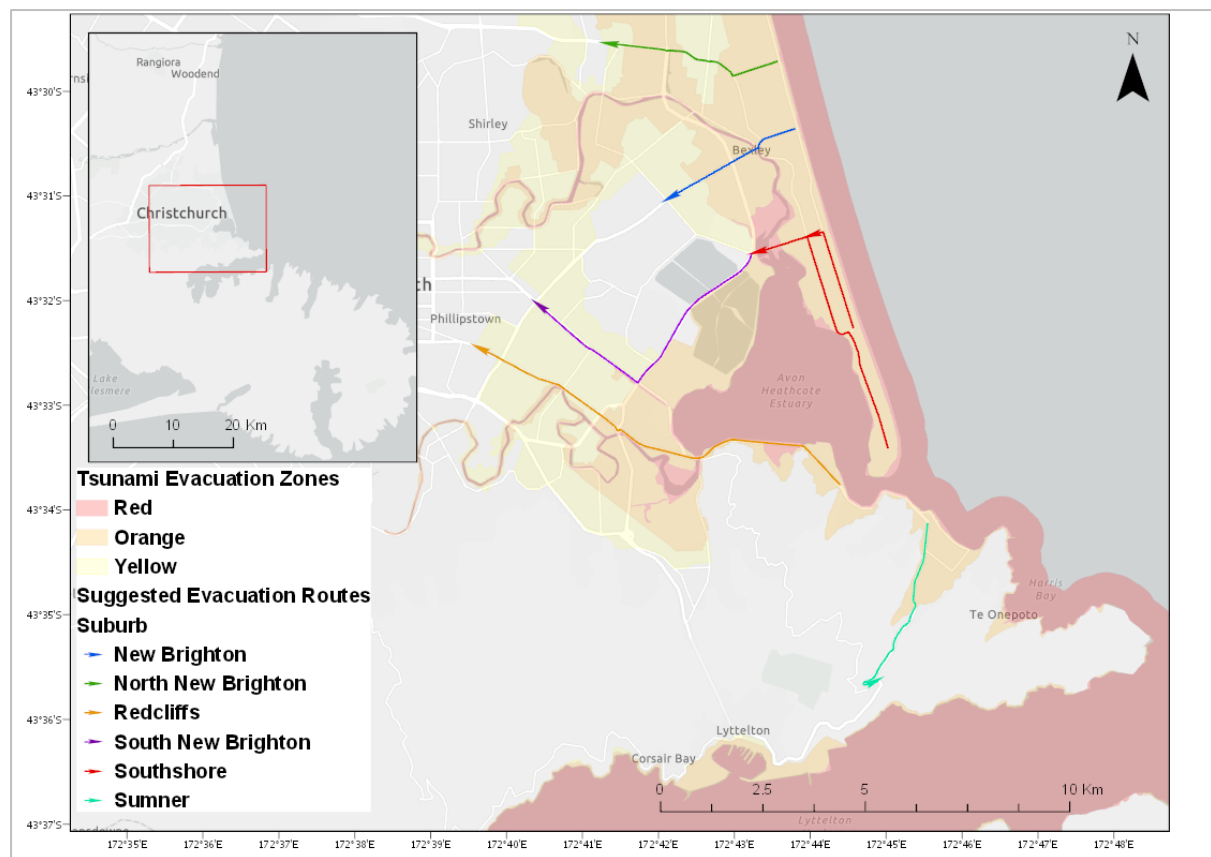 Rangiora
Woodend
Christchurch
Lake
0 10 20 Km
N
Shirley
Bexley
Phillipstown
Avon
Heathcote
Estuary
Harris
Bay
Te Onepoto
Lyttelton
Corsair Bay
Lyttelton
0 2.5 5 10 Km
Tsunami Evacuation Zones
Red
Orange
Yellow
Suggested Evacuation Routes
Suburb
New Brighton
North New Brighton
Redcliffs
South New Brighton
Southshore
Sumner
43°30'S
43°31'S
43°32'S
43°33'S
43°34'S
43°35'S
43°36'S
43°37'S
172°35'E 172°36'E 172°37'E 172°38'E 172°39'E 172°40'E 172°41'E 172°42'E 172°43'E 172°44'E 172°45'E 172°46'E 172°47'E 172°48'E